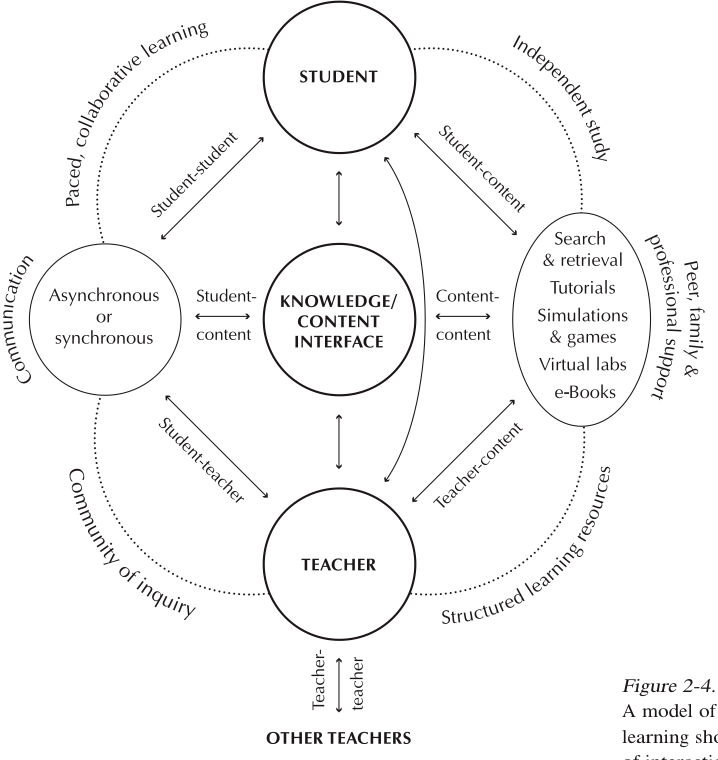 Paced, collaborative learning
STUDENT
Independent study
Student-student
Student-content
Communication
Asynchronous
or
synchronous
Student-
content
KNOWLEDGE/
CONTENT
INTERFACE
Content-
content
Search
& retrieval
Tutorials
Simulations
& games
Virtual labs
e-Books
Peer, family &
professional support
Student-teacher
Teacher-content
Community of inquiry
TEACHER
Structured learning resources
Teacher-
teacher
OTHER TEACHERS
Figure 2-4.
A model of
learning sho
of interacti